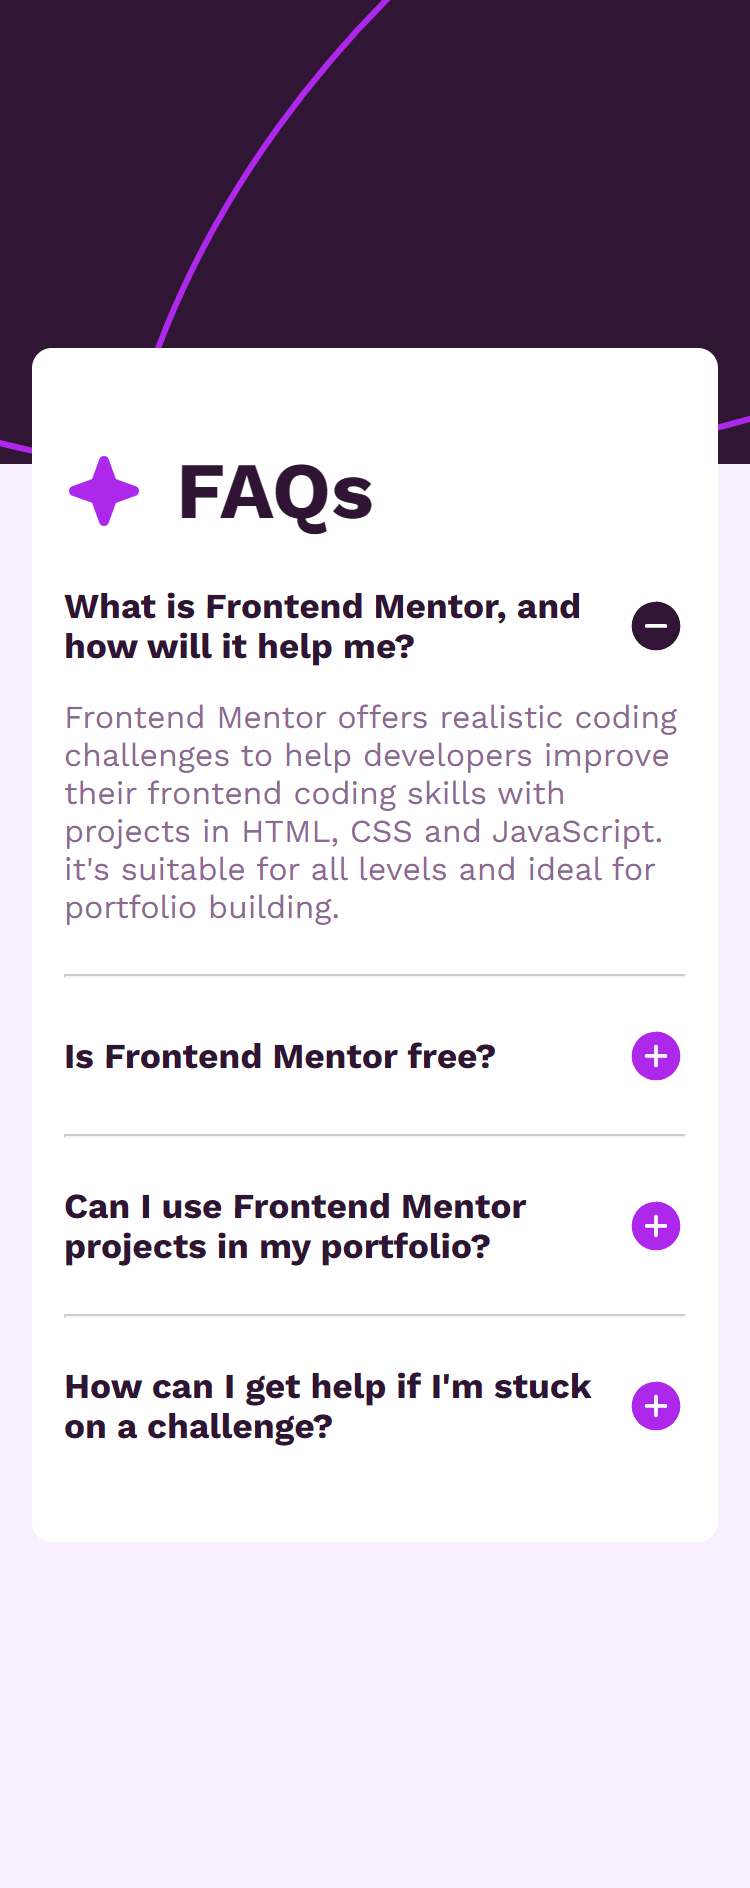 FAQs
What is Frontend Mentor, and
how will it help me?
Frontend Mentor offers realistic coding
challenges to help developers improve
their frontend coding skills with
projects in HTML, CSS and JavaScript.
it's suitable for all levels and ideal for
portfolio building.
Is Frontend Mentor free?
Can I use Frontend Mentor
projects in my portfolio?
How can I get help if I'm stuck
on a challenge?